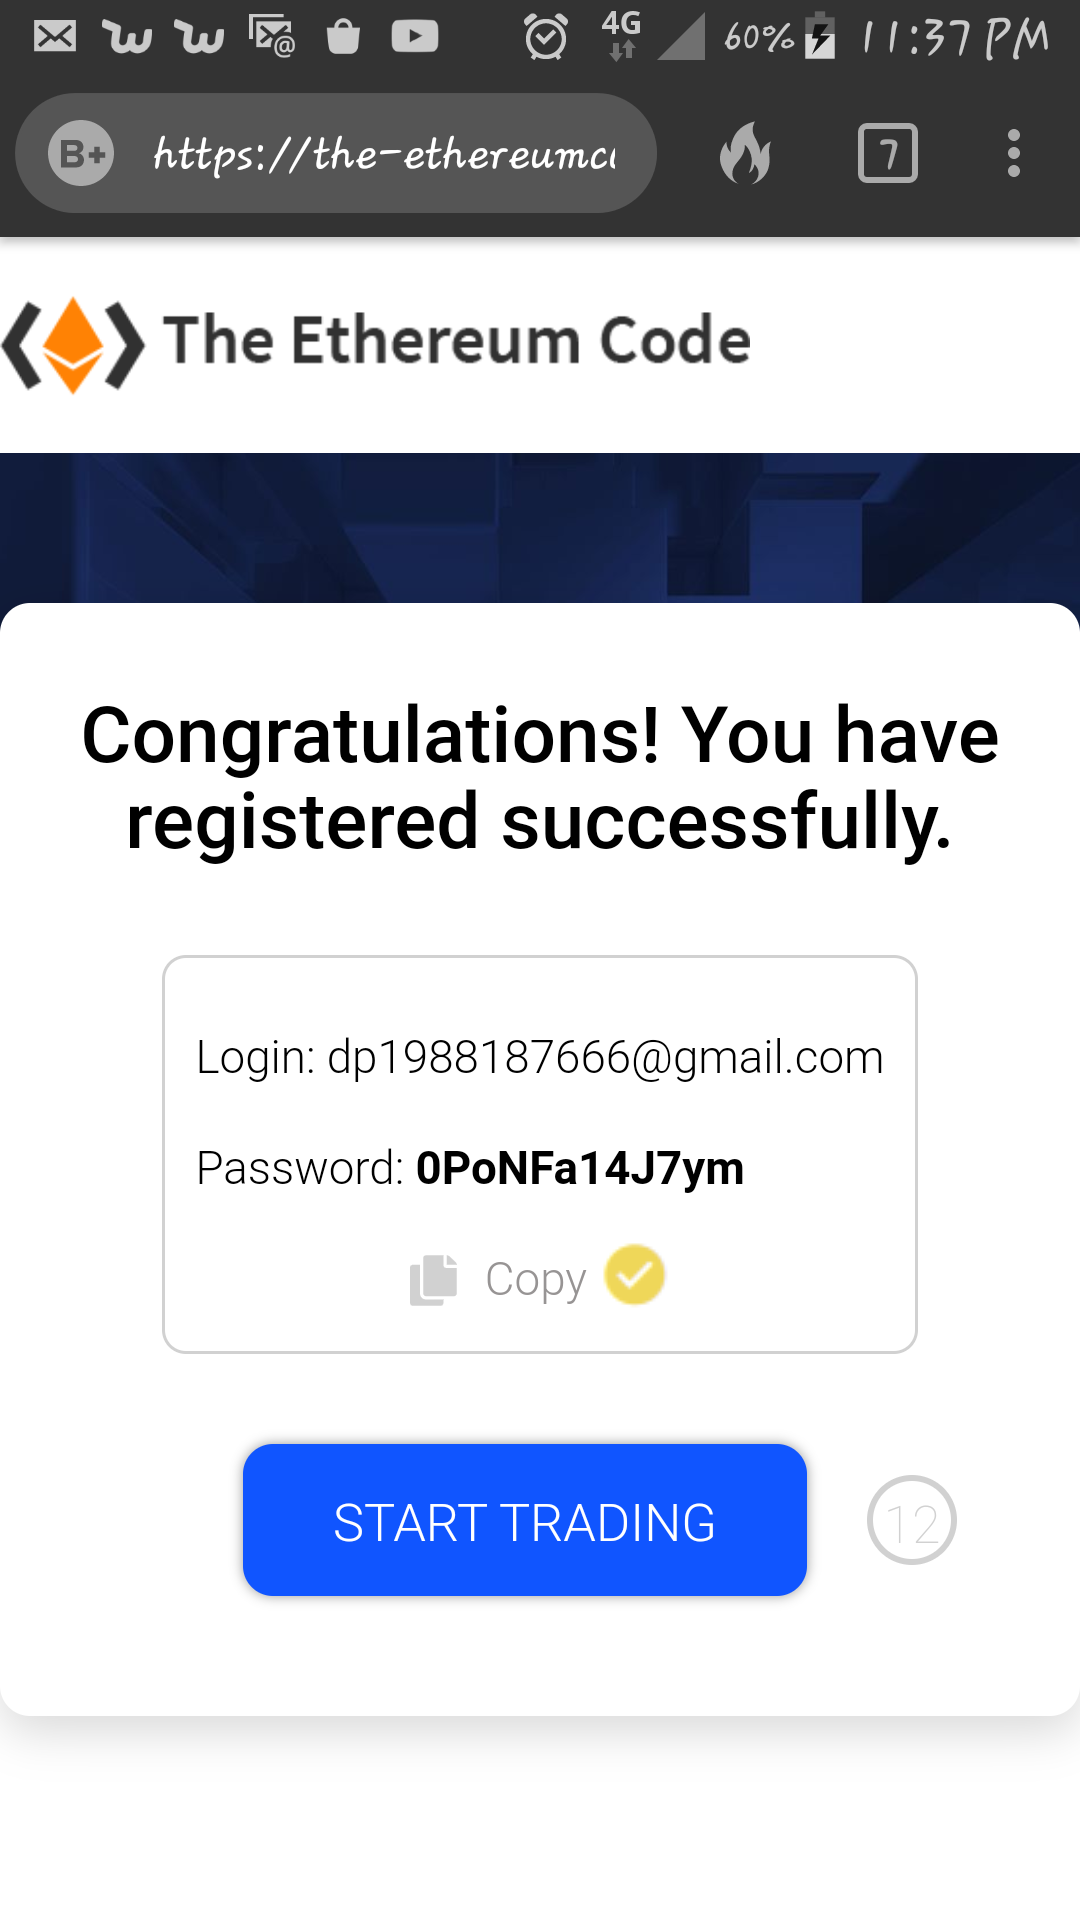 4G 60% 11:37 PM
B+ https://the-ethereumc
7
The Ethereum Code
Congratulations! You have
registered successfully.
Login: dp1988187666@gmail.com
Password: 0PoNFa14J7ym
Copy
START TRADING
12